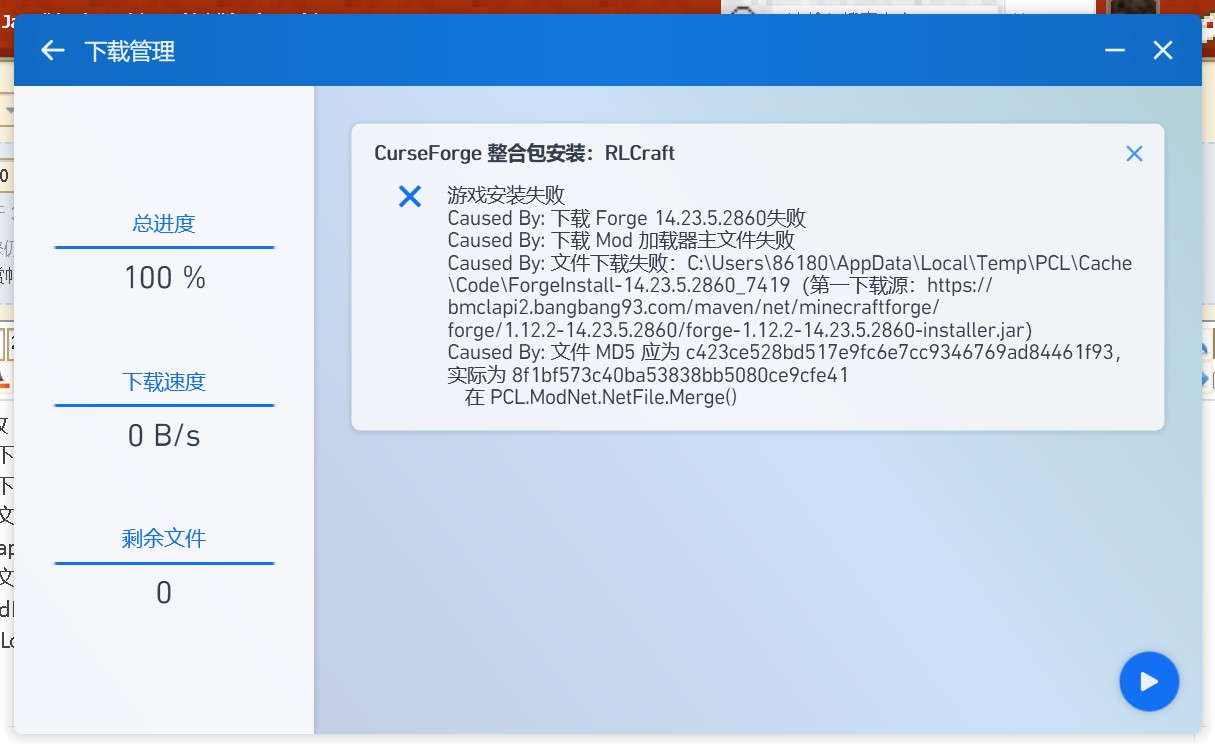 下载管理
总进度
100 %
下载速度
0 B/s
剩余文件
0
CurseForge 整合包安装：RLCraft
游戏安装失败
Caused By: 下载 Forge 14.23.5.2860失败
Caused By: 下载 Mod 加载器主文件失败
Caused By: 文件下载失败：C:\Users\86180\AppData\Local\Temp\PCL\Cache
\Code\ForgeInstall-14.23.5.2860_7419（第一下载源：https://
bmclapi2.bangbang93.com/maven/net/minecraftforge/
forge/1.12.2-14.23.5.2860/forge-1.12.2-14.23.5.2860-installer.jar）
Caused By: 文件 MD5 应为 c423ce528bd517e9fc6e7cc9346769ad84461f93，
实际为 8f1bf573c40ba53838bb5080ce9cfe41
在 PCL.ModNet.NetFile.Merge()